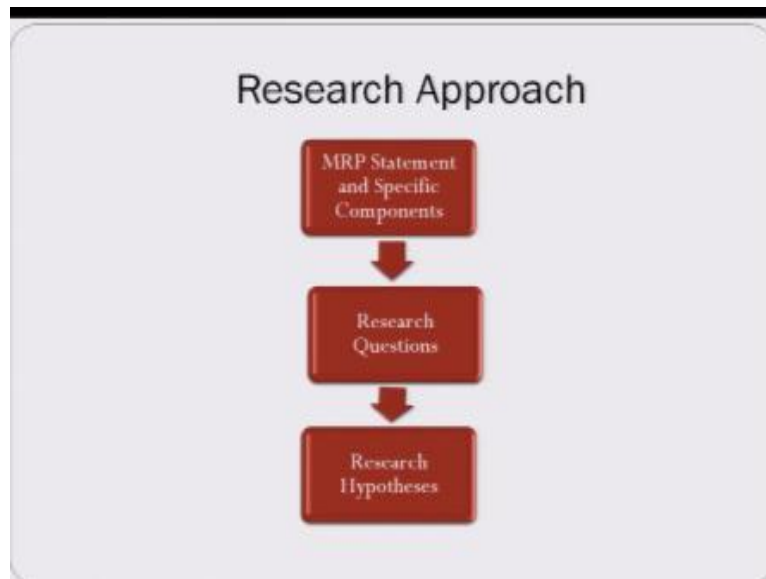 Research Approach
MRP Statement
and Specific
Components
Research
Questions
Research
Hypotheses